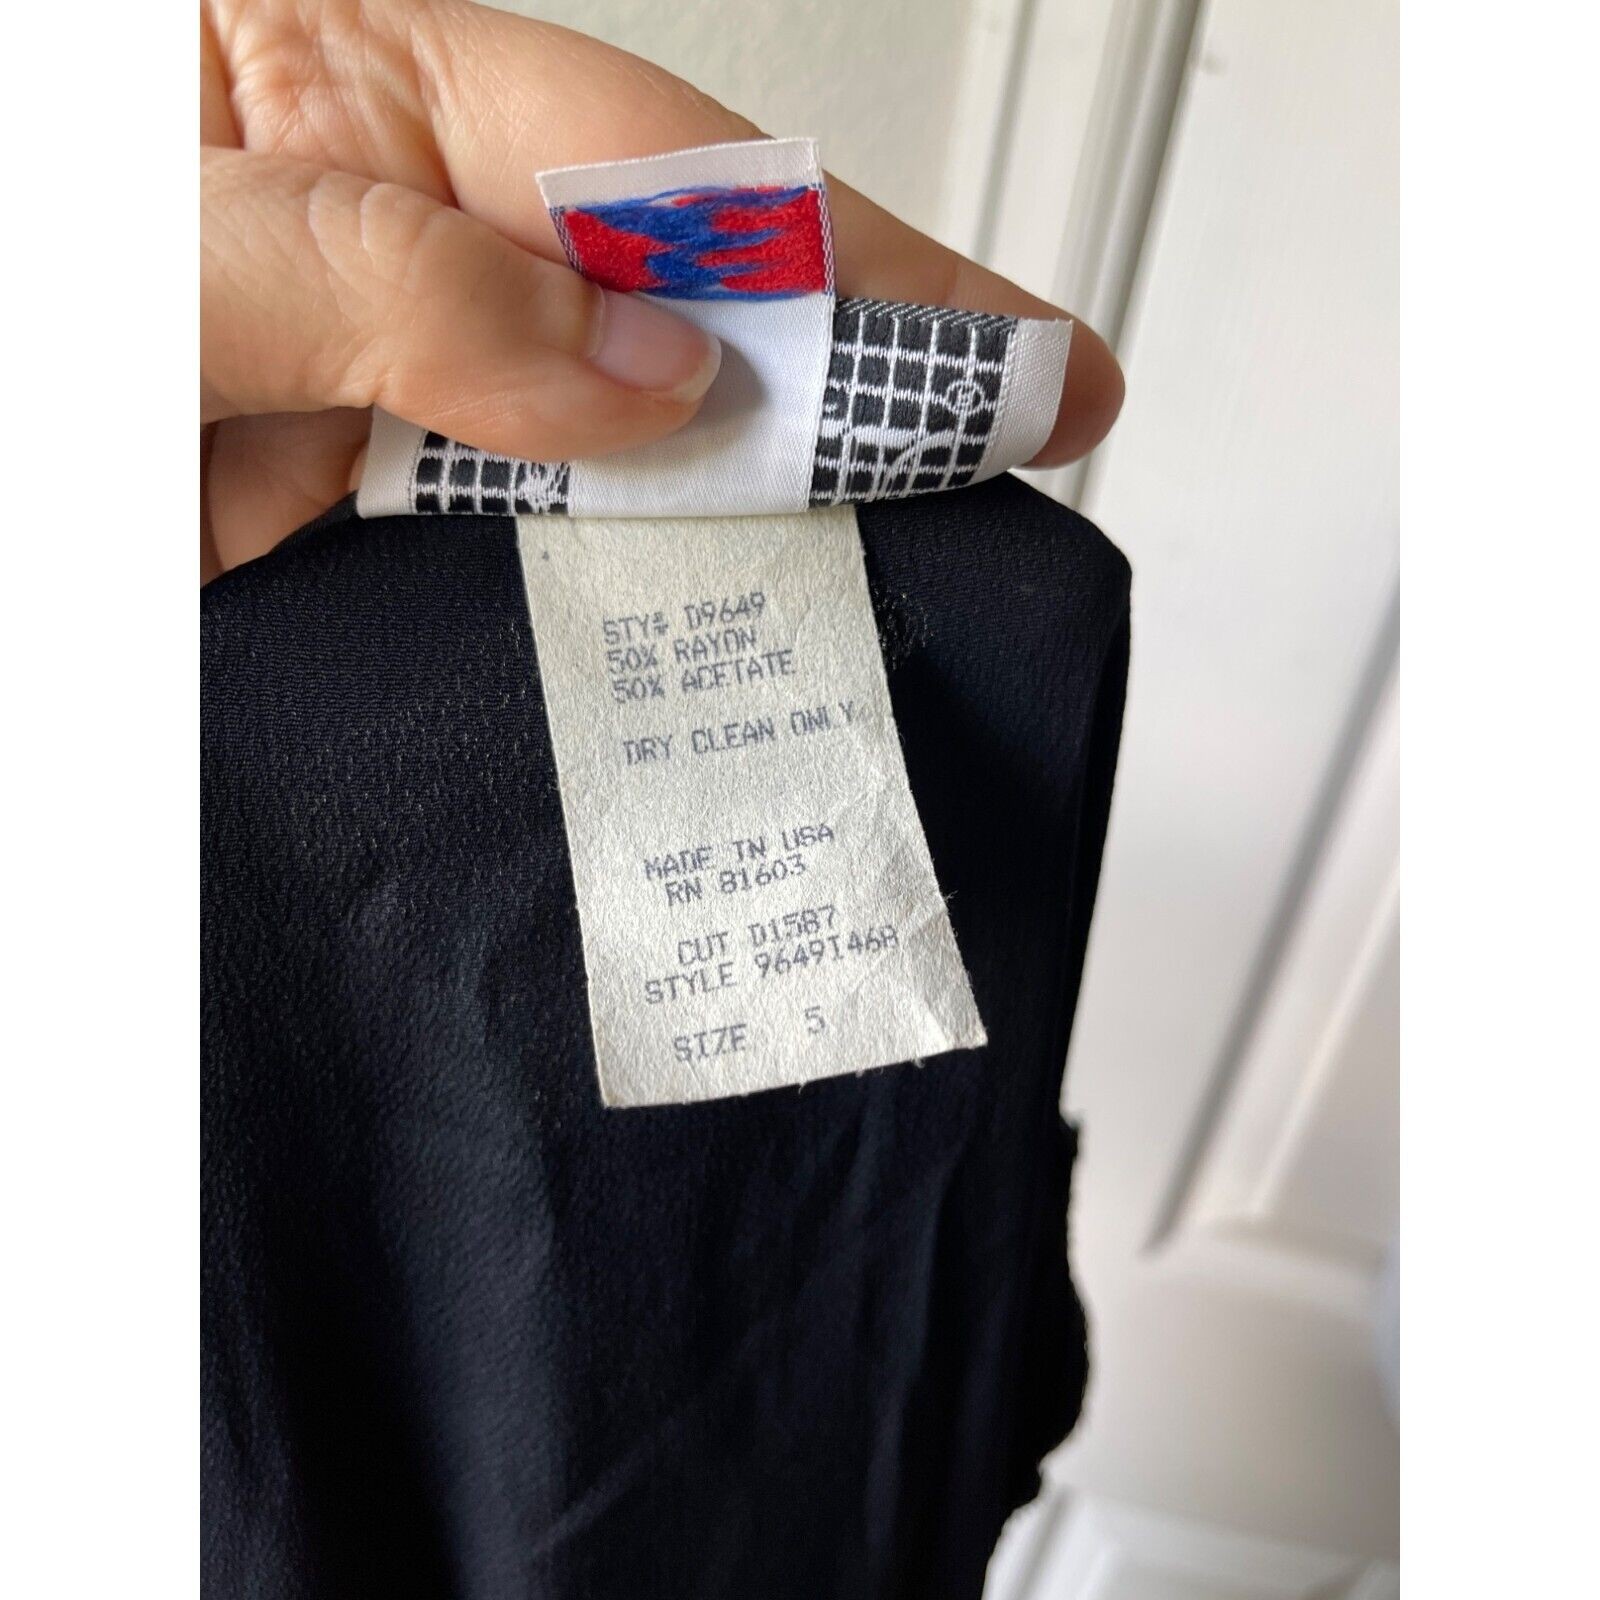 STY# D9649
50% RAYON
50% ACETATE
DRY CLEAN ONLY
MADE IN USA
RN 81603
CUT D1587
STYLE 9649I46A
SIZE 5